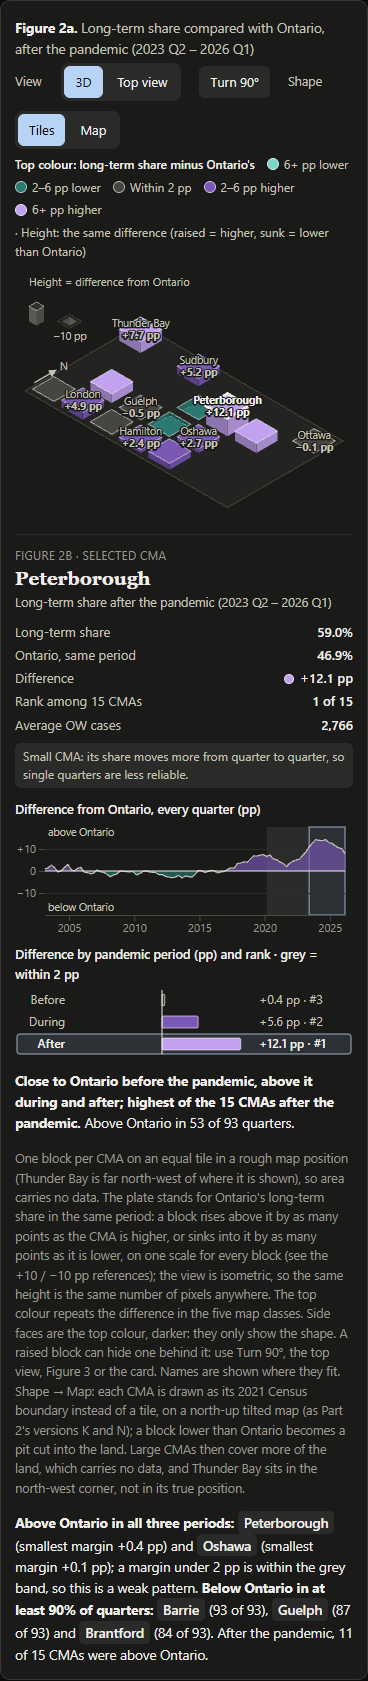 Figure 2a. Long-term share compared with Ontario,
after the pandemic (2023 Q2 – 2026 Q1)
View 3D Top view Turn 90° Shape
Tiles Map
Top colour: long-term share minus Ontario's 6+ pp lower
2–6 pp lower Within 2 pp 2–6 pp higher
6+ pp higher
· Height: the same difference (raised = higher, sunk = lower
than Ontario)
Height = difference from Ontario
−10 pp
N
Thunder Bay
+7.7 pp
Sudbury
+5.2 pp
London
+4.9 pp
Guelph
−0.5 pp
Peterborough
+12.1 pp
Hamilton
+2.4 pp
Oshawa
+2.7 pp
Ottawa
−0.1 pp
FIGURE 2B · SELECTED CMA
Peterborough
Long-term share after the pandemic (2023 Q2 – 2026 Q1)
Long-term share 59.0%
Ontario, same period 46.9%
Difference +12.1 pp
Rank among 15 CMAs 1 of 15
Average OW cases 2,766
Small CMA: its share moves more from quarter to quarter, so
single quarters are less reliable.
Difference from Ontario, every quarter (pp)
above Ontario
+10
0
−10
below Ontario
2005 2010 2015 2020 2025
Difference by pandemic period (pp) and rank · grey =
within 2 pp
Before +0.4 pp · #3
During +5.6 pp · #2
After +12.1 pp · #1
Close to Ontario before the pandemic, above it
during and after; highest of the 15 CMAs after the
pandemic. Above Ontario in 53 of 93 quarters.
One block per CMA on an equal tile in a rough map position
(Thunder Bay is far north-west of where it is shown), so area
carries no data. The plate stands for Ontario's long-term
share in the same period: a block rises above it by as many
points as the CMA is higher, or sinks into it by as many
points as it is lower, on one scale for every block (see the
+10 / −10 pp references); the view is isometric, so the same
height is the same number of pixels anywhere. The top
colour repeats the difference in the five map classes. Side
faces are the top colour, darker: they only show the shape. A
raised block can hide one behind it: use Turn 90°, the top
view, Figure 3 or the card. Names are shown where they fit.
Shape → Map: each CMA is drawn as its 2021 Census
boundary instead of a tile, on a north-up tilted map (as Part
2's versions K and N); a block lower than Ontario becomes a
pit cut into the land. Large CMAs then cover more of the
land, which carries no data, and Thunder Bay sits in the
north-west corner, not in its true position.
Above Ontario in all three periods: Peterborough
(smallest margin +0.4 pp) and Oshawa (smallest
margin +0.1 pp); a margin under 2 pp is within the grey
band, so this is a weak pattern. Below Ontario in at
least 90% of quarters: Barrie (93 of 93), Guelph (87
of 93) and Brantford (84 of 93). After the pandemic, 11
of 15 CMAs were above Ontario.